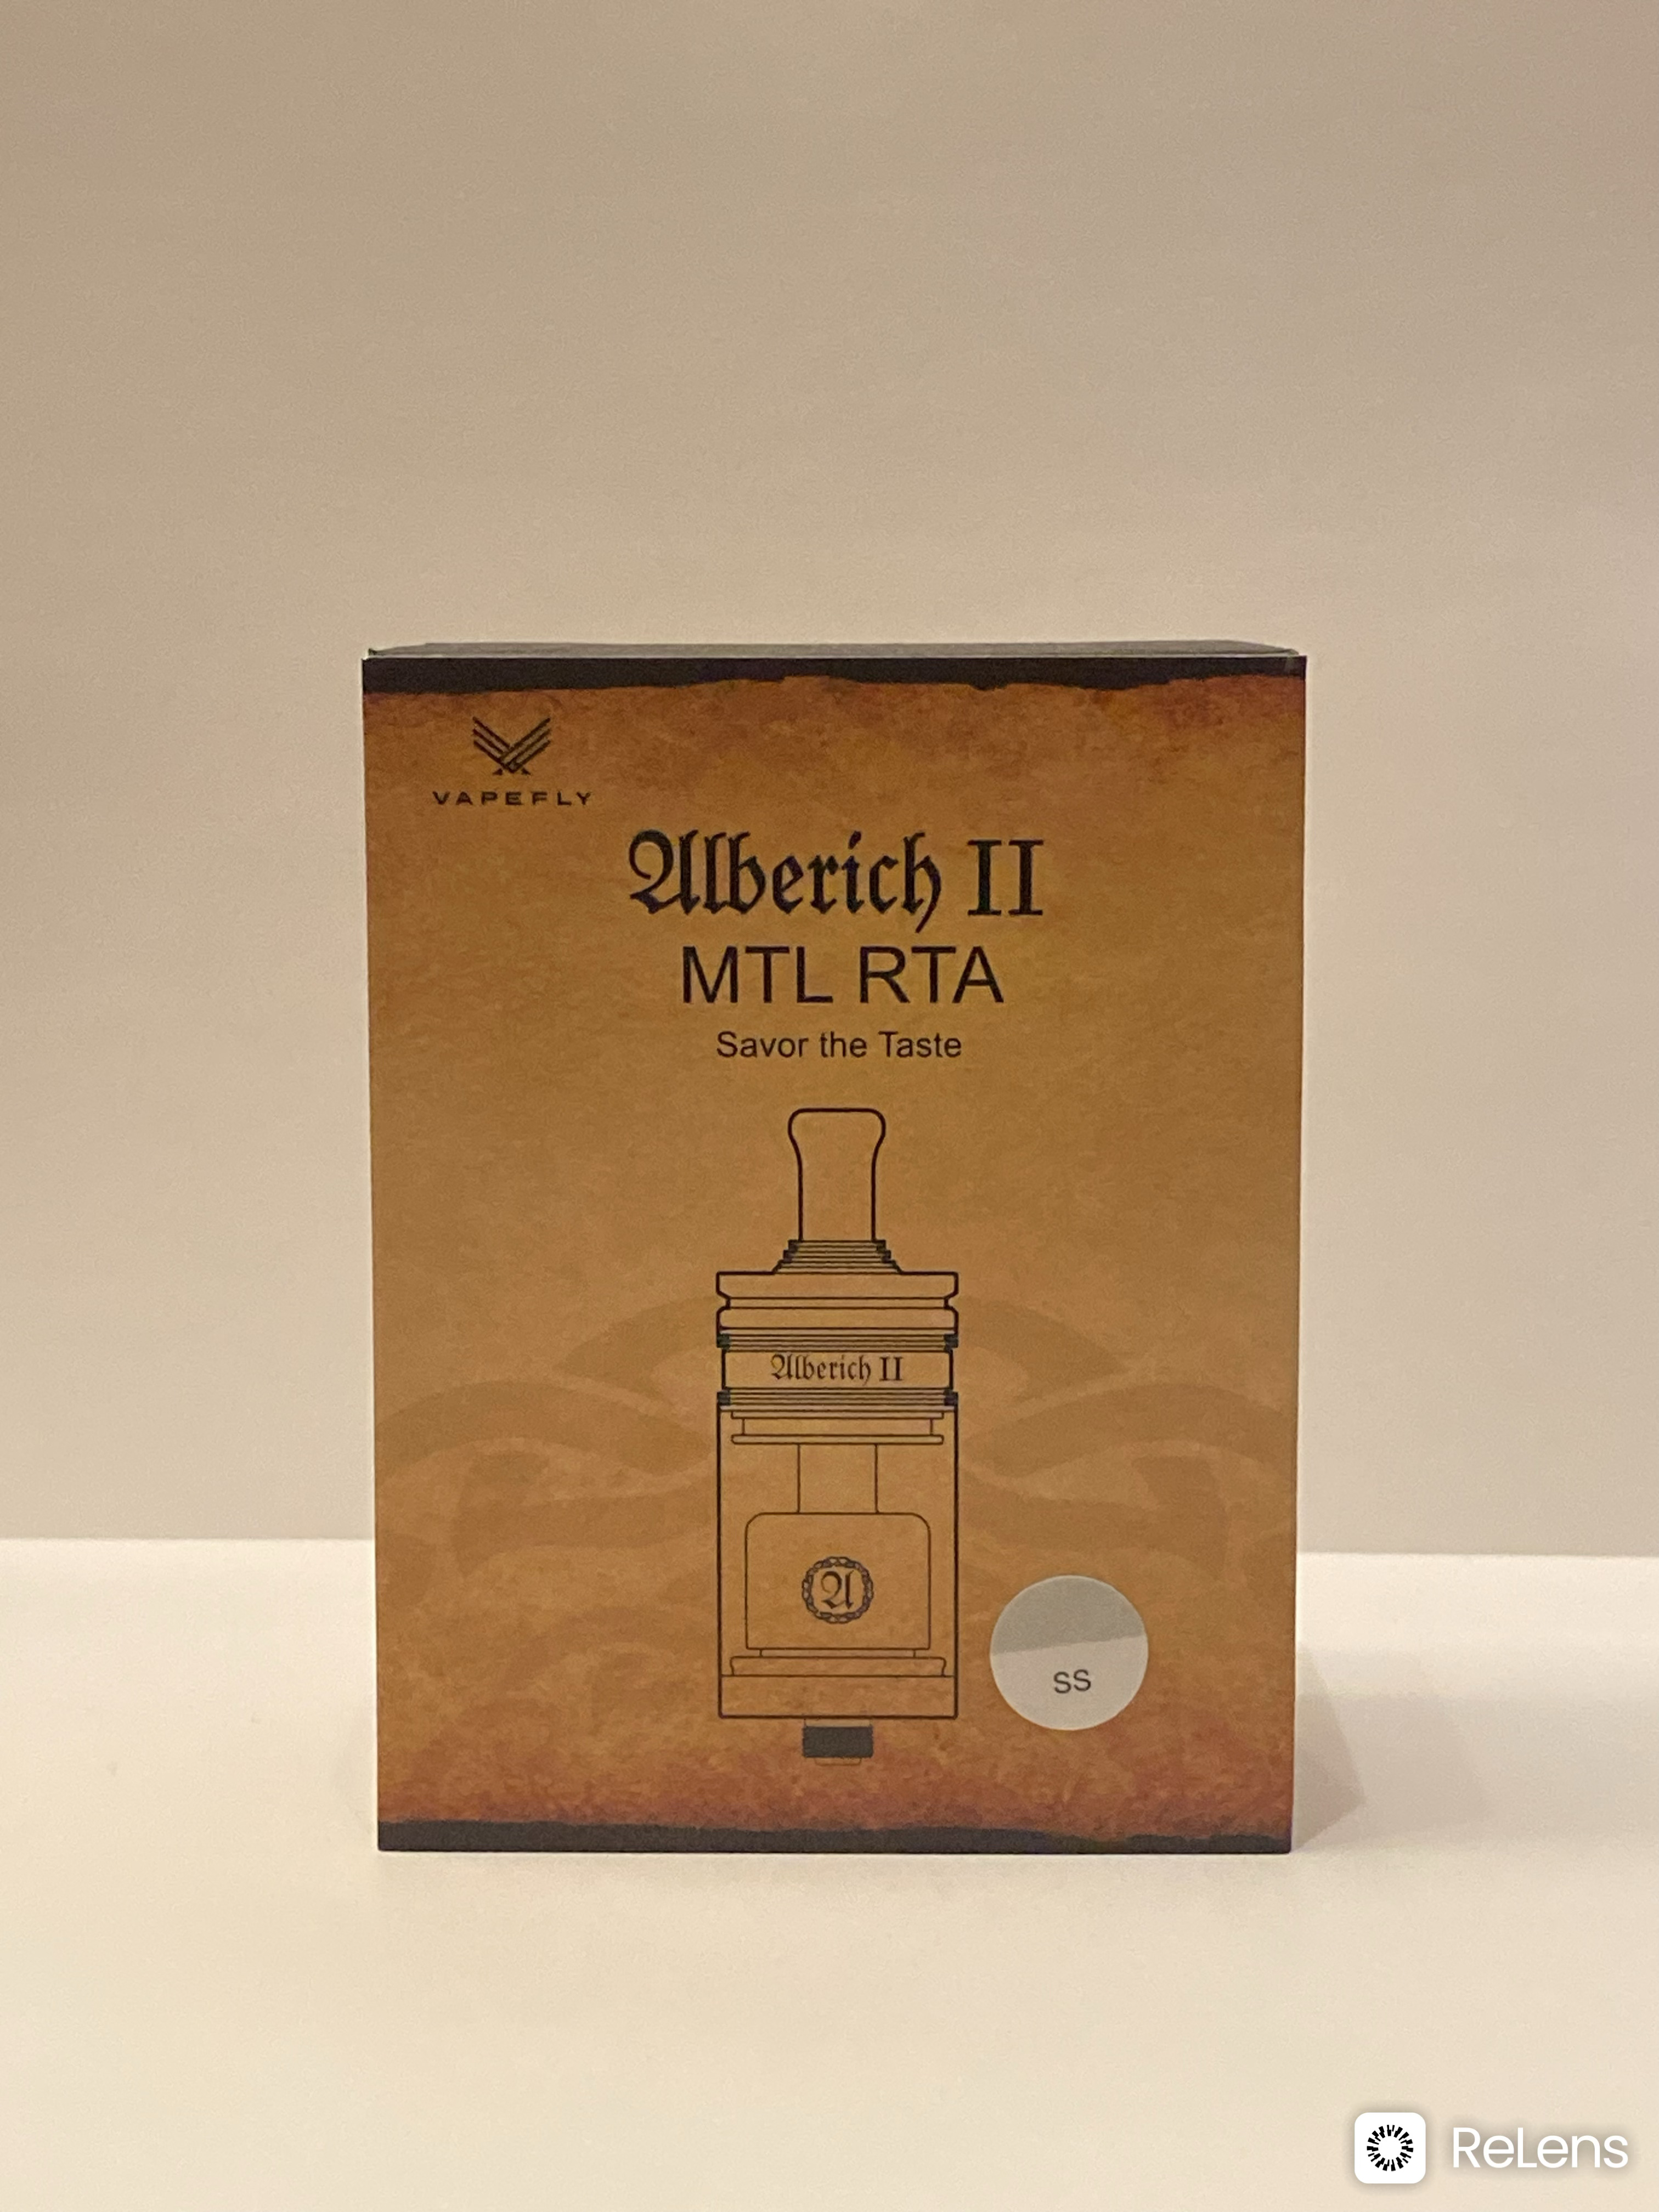 VAPEFLY
Alberich II
MTL RTA
Savor the Taste
Alberich II
A
SS
ReLens